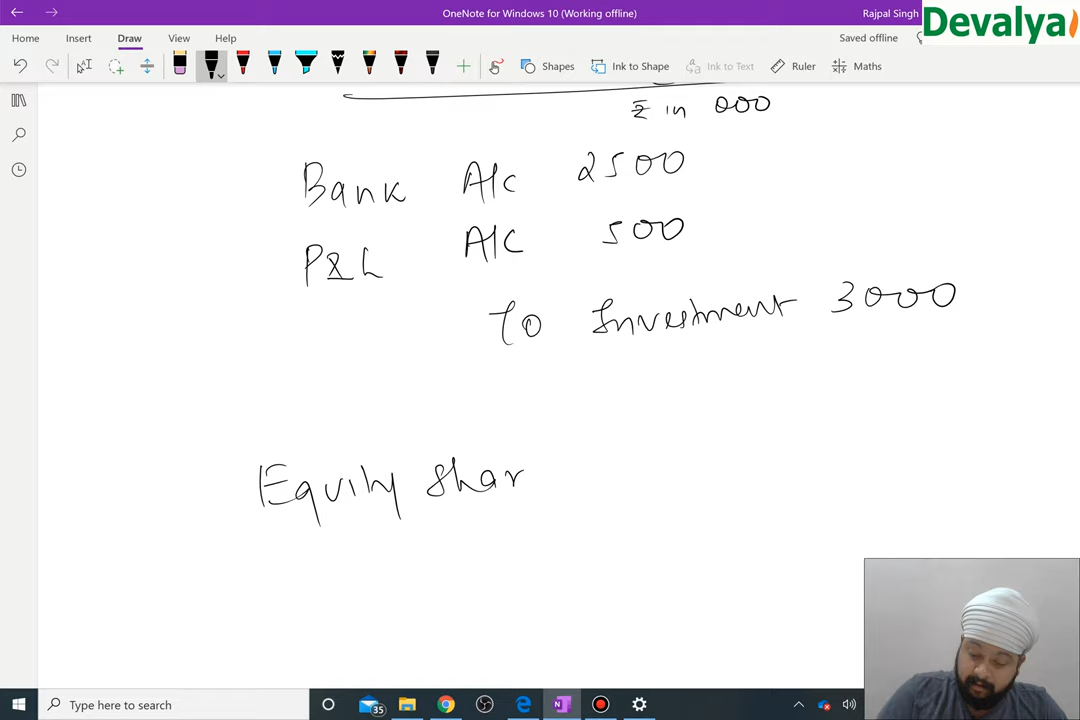 OneNote for Windows 10 (Working offline)
Rajpal Singh
Devalya
Home Insert Draw View Help
Saved offline
Shapes Ink to Shape Ink to Text Ruler Maths
₹ in 000
Bank A/c 2500
P&L A/C 500
To Investment 3000
Equity Shar
Type here to search
35